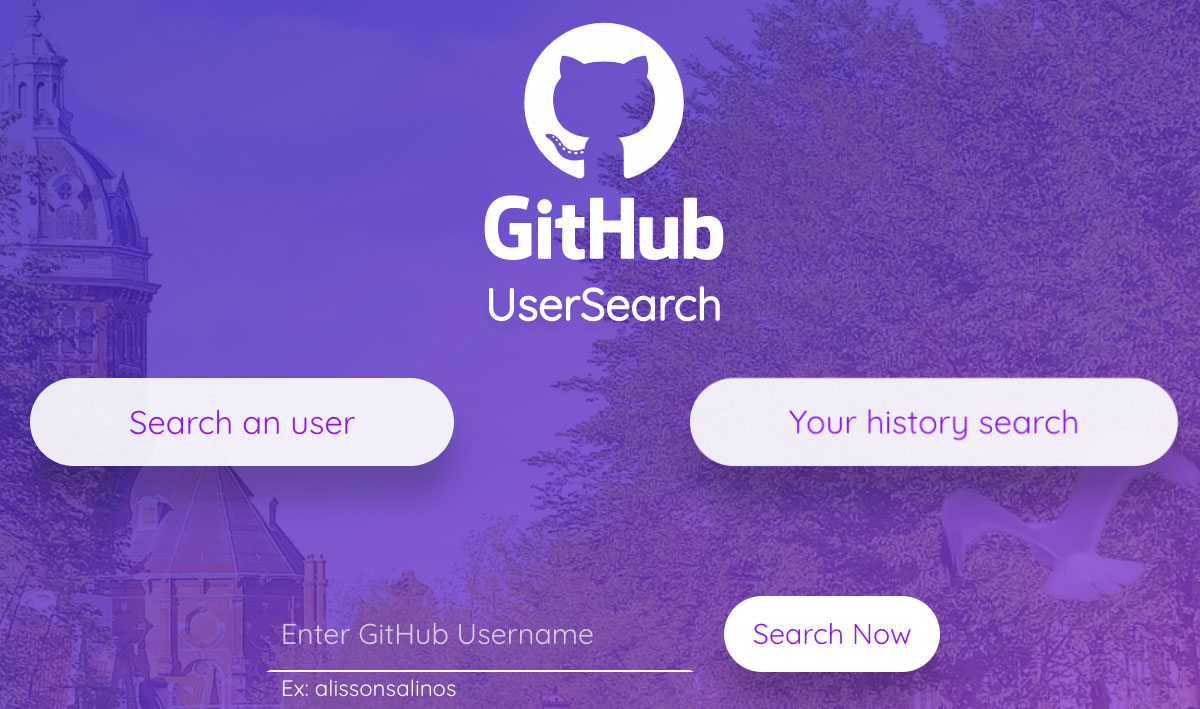 GitHub
UserSearch
Search an user
Your history search
Enter GitHub Username
Search Now
Ex: alissonsalinos